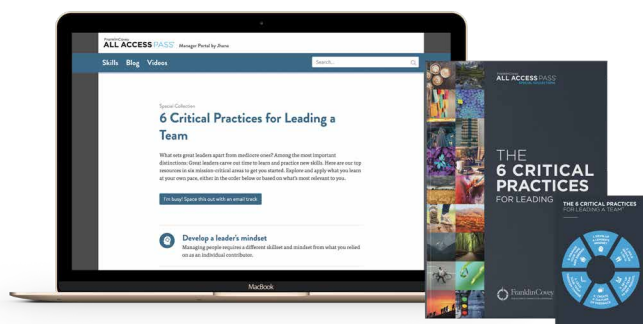 FranklinCovey
ALL ACCESS PASS Manager Portal by Jhana
Skills Blog Videos
Search...
Special Collection
6 Critical Practices for Leading a
Team
What sets great leaders apart from mediocre ones? Among the most important
distinctions: Great leaders carve out time to learn and practice new skills. Here are our top
resources in six mission-critical areas to get you started. Explore and apply what you learn
at your own pace, either in the order below or based on what's most relevant to you.
I'm busy! Space this out with an email track
Develop a leader's mindset
Managing people requires a different skillset and mindset from what you relied
on as an individual contributor.
MacBook
FranklinCovey
ALL ACCESS PASS
THE
6 CRITICAL
PRACTICES
FOR LEADING
FranklinCovey
THE 6 CRITICAL PRACTICES
FOR LEADING A TEAM